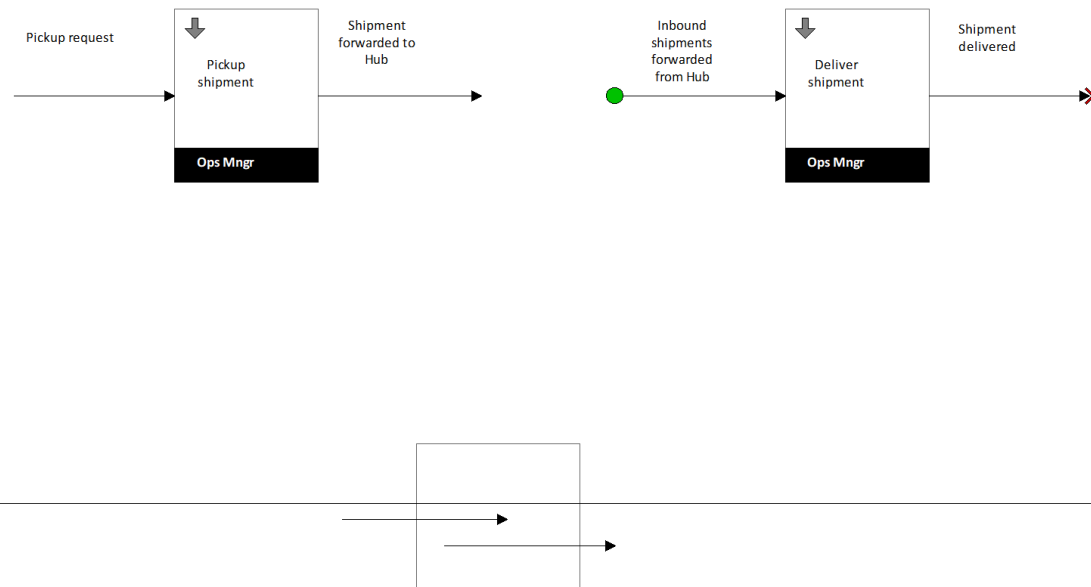 Pickup request
Pickup
shipment
Ops Mngr
Shipment
forwarded to
Hub
Inbound
shipments
forwarded
from Hub
Deliver
shipment
Ops Mngr
Shipment
delivered